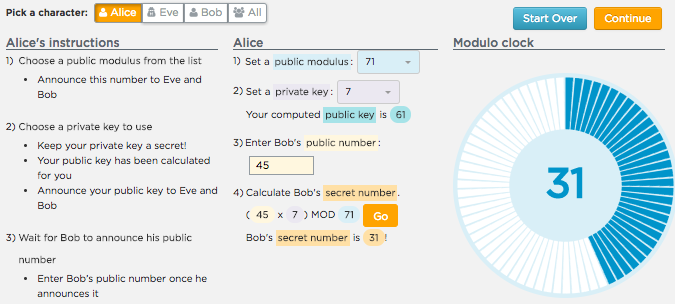 Pick a character: Alice Eve Bob All
Start Over Continue
Alice's instructions
1) Choose a public modulus from the list
• Announce this number to Eve and
Bob
2) Choose a private key to use
• Keep your private key a secret!
• Your public key has been calculated
for you
• Announce your public key to Eve and
Bob
3) Wait for Bob to announce his public
number
• Enter Bob's public number once he
announces it
Alice
1) Set a public modulus: 71
2) Set a private key: 7
Your computed public key is 61
3) Enter Bob's public number:
45
4) Calculate Bob's secret number.
( 45 x 7 ) MOD 71 Go
Bob's secret number is 31 !
Modulo clock
31